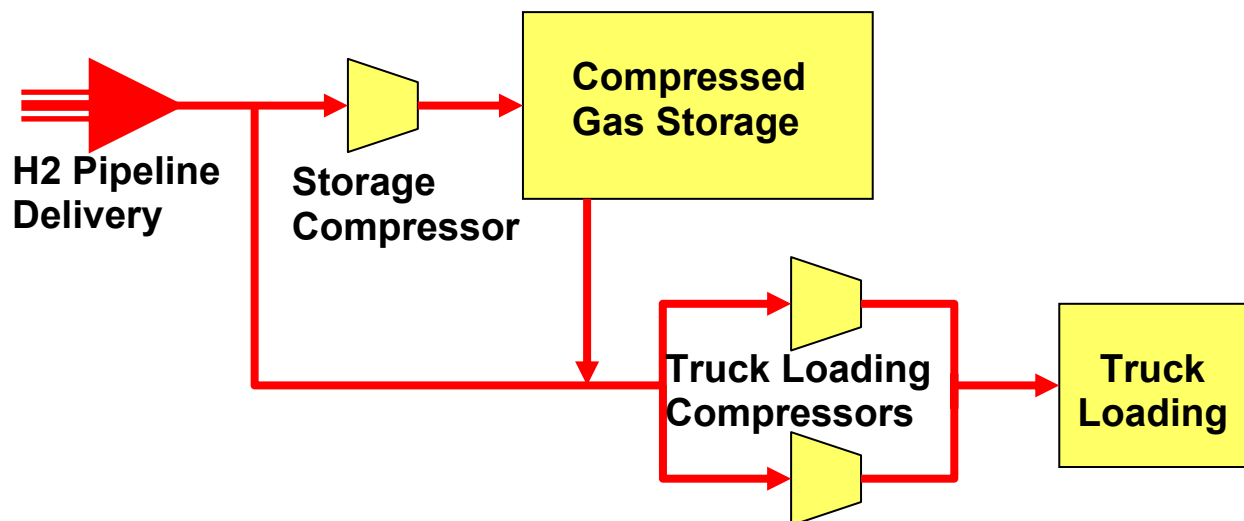 Compressed
Gas Storage
H2 Pipeline
Delivery
Storage
Compressor
Truck Loading
Compressors
Truck
Loading